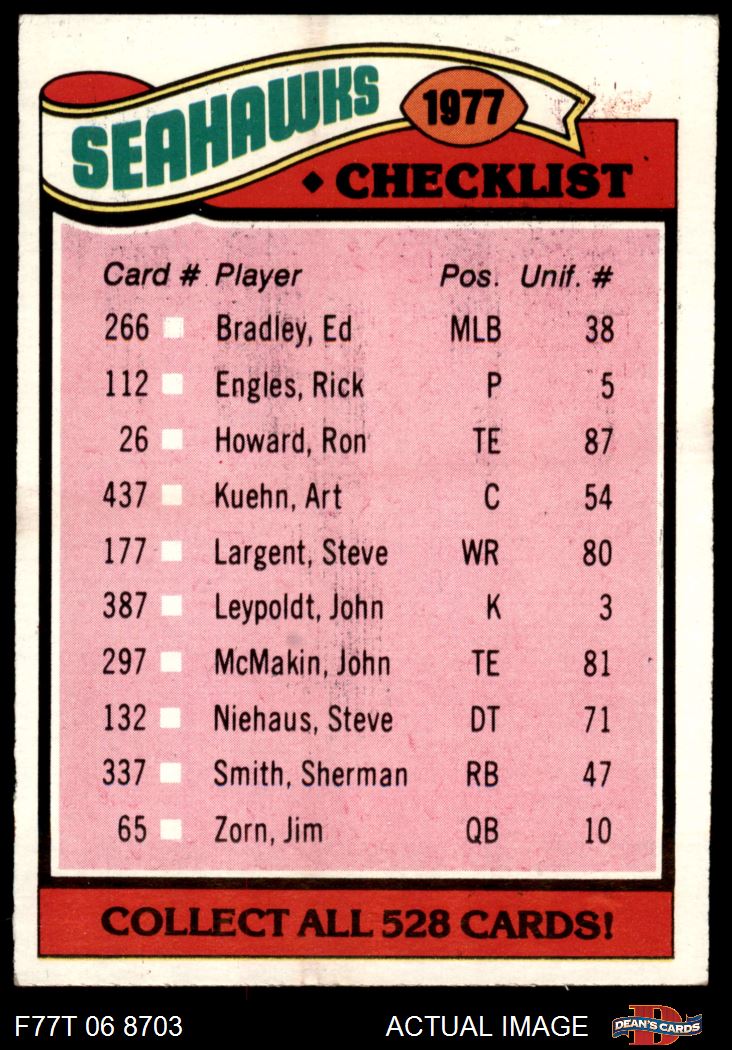 SEAHAWKS
1977
◆ CHECKLIST
Card # Player Pos. Unif. #
266 Bradley, Ed MLB 38
112 Engles, Rick P 5
26 Howard, Ron TE 87
437 Kuehn, Art C 54
177 Largent, Steve WR 80
387 Leypoldt, John K 3
297 McMakin, John TE 81
132 Niehaus, Steve DT 71
337 Smith, Sherman RB 47
65 Zorn, Jim QB 10
COLLECT ALL 528 CARDS!
F77T 06 8703 ACTUAL IMAGE D DEAN'S CARDS